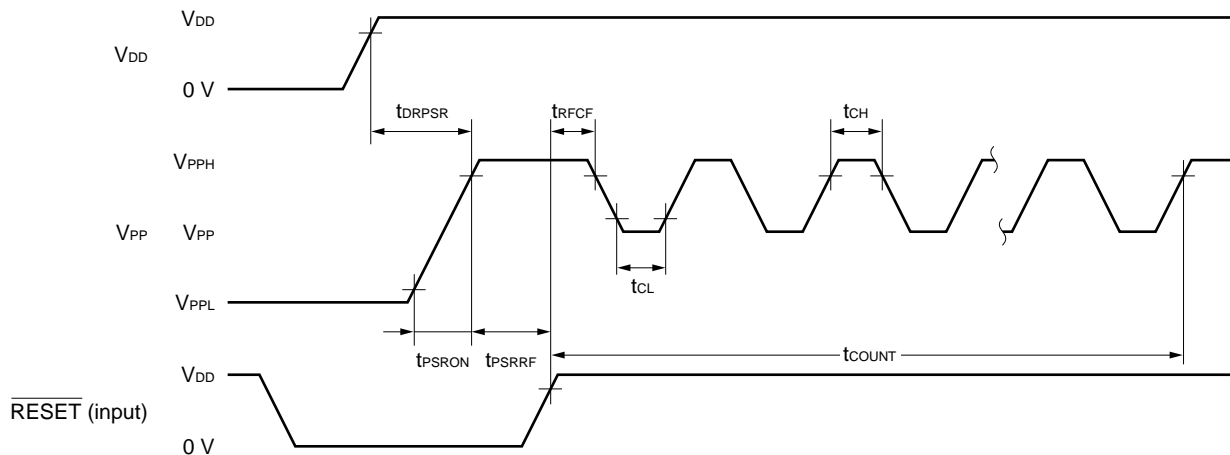 VDD
VDD
0 V
tDRPSR
tRFCF
tCH
VPPH
VPP
VPP
tCL
VPPL
tPSRON
tPSRRF
tCOUNT
VDD
RESET (input)
0 V